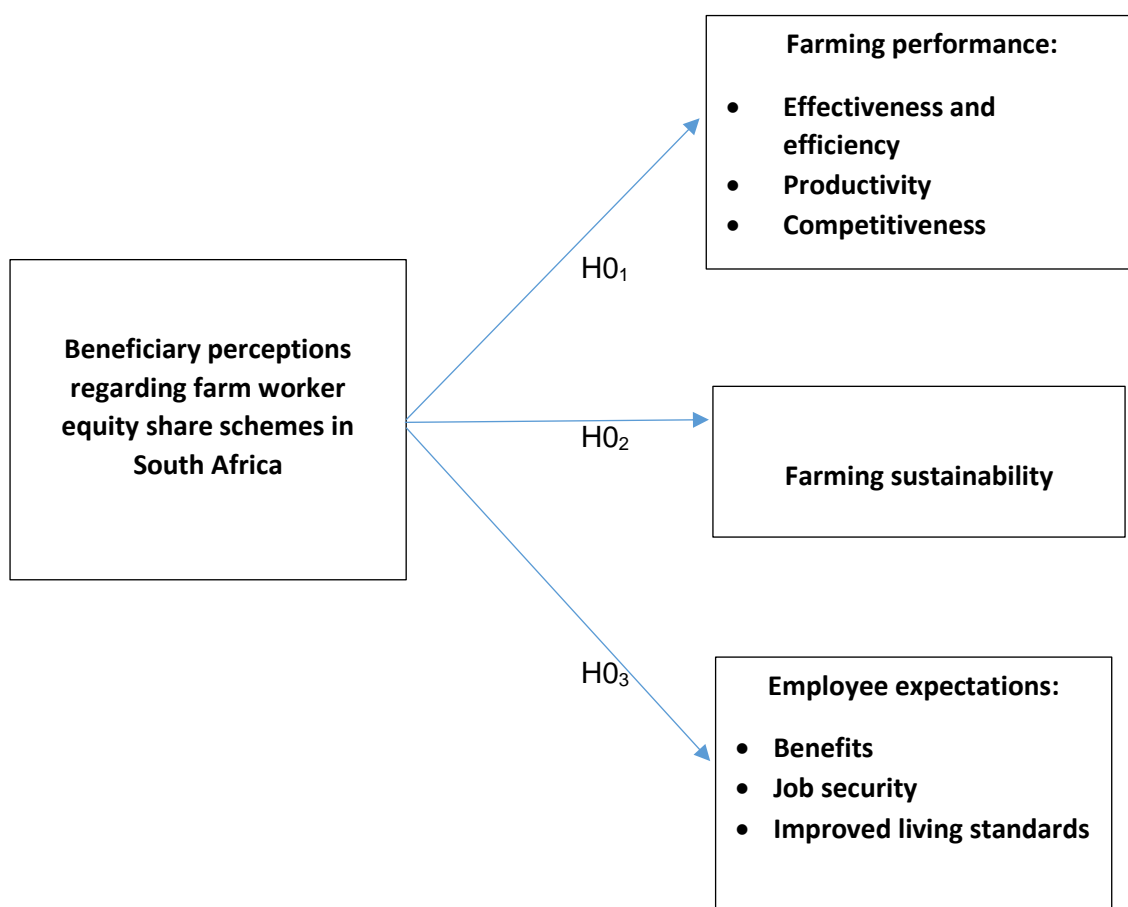 Farming performance:
• Effectiveness and
efficiency
• Productivity
• Competitiveness
H0₁
Beneficiary perceptions
regarding farm worker
equity share schemes in
South Africa
H0₂
Farming sustainability
H0₃
Employee expectations:
• Benefits
• Job security
• Improved living standards